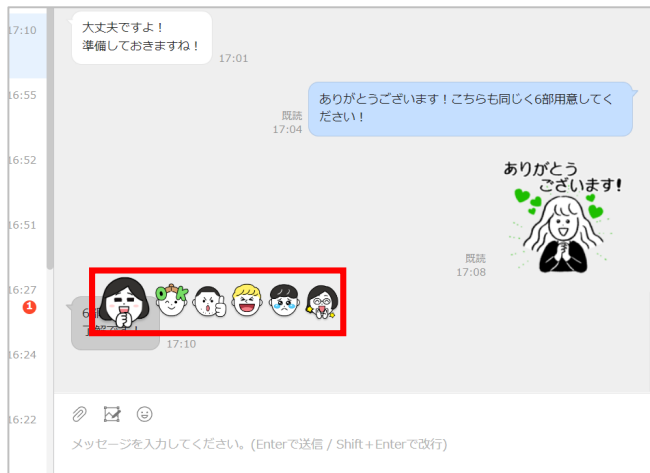 17:10
大丈夫ですよ！
準備しておきますね！
17:01
16:55
ありがとうございます！こちらも同じく6部用意してく
ださい！
既読
17:04
16:52
ありがとう
ございます!
16:51
既読
17:08
16:27
1
OK
6
了解です！
17:10
16:24
16:22
メッセージを入力してください。(Enterで送信 / Shift+Enterで改行)